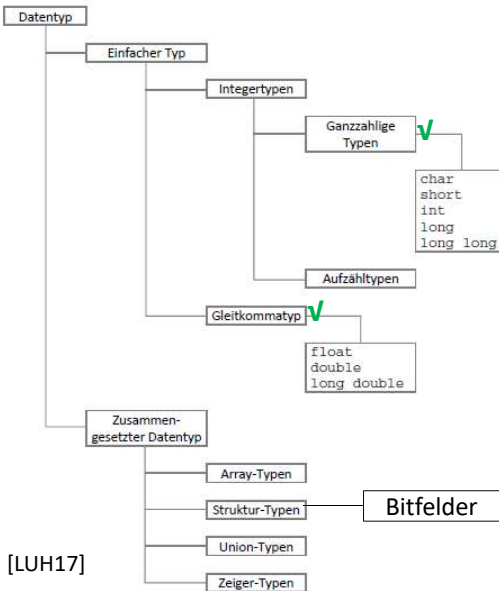 Datentyp
Einfacher Typ
Integertypen
Ganzzahlige
Typen
√
char
short
int
long
long long
Aufzähltypen
Gleitkommatyp
√
float
double
long double
Zusammen-
gesetzter Datentyp
Array-Typen
Struktur-Typen
Bitfelder
Union-Typen
Zeiger-Typen
[LUH17]